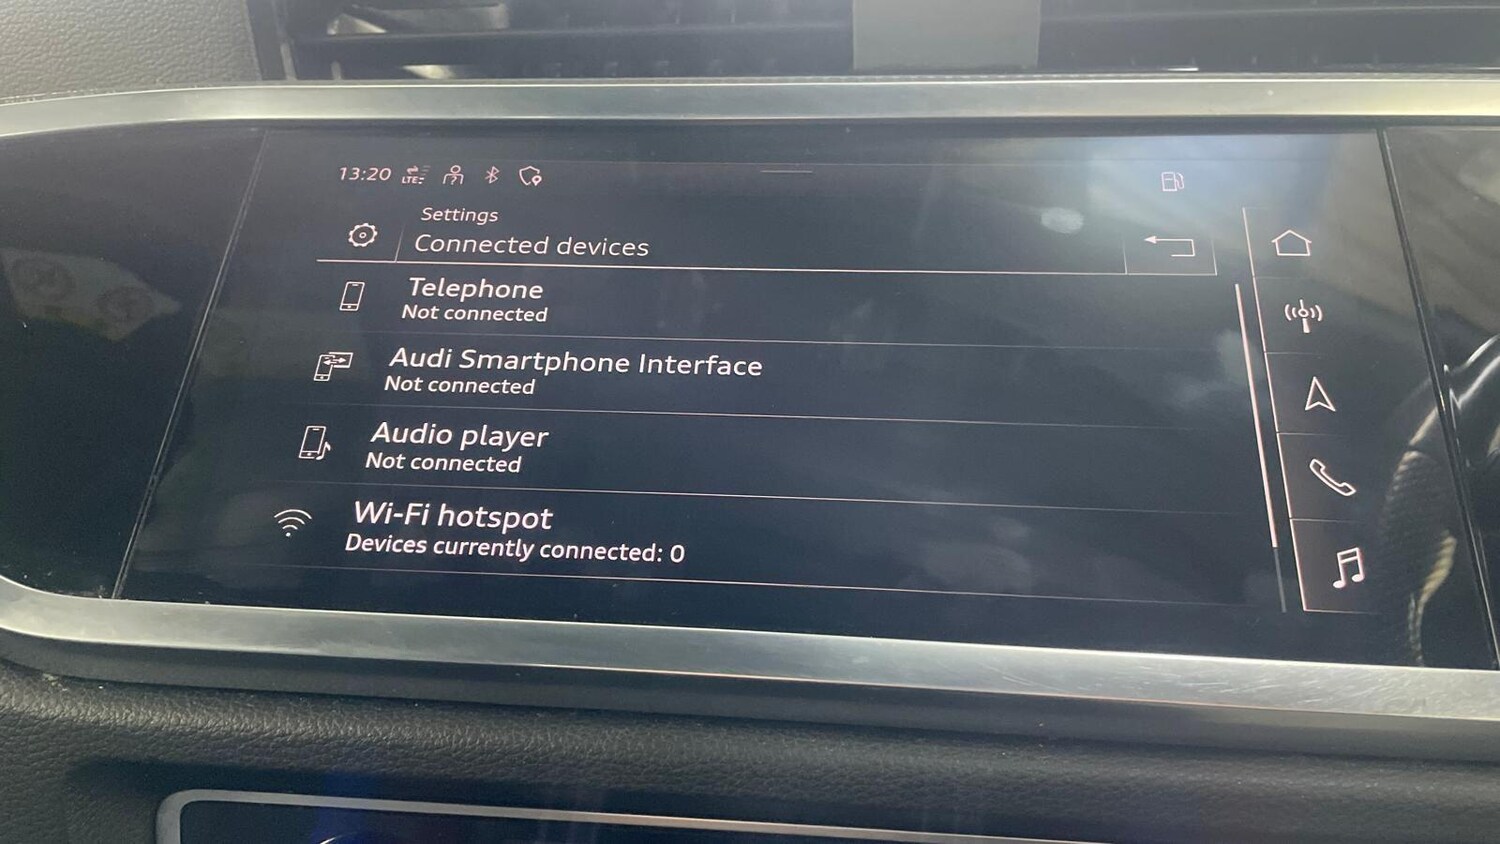 13:20 LTE
Settings
Connected devices
Telephone
Not connected
Audi Smartphone Interface
Not connected
Audio player
Not connected
Wi-Fi hotspot
Devices currently connected: 0